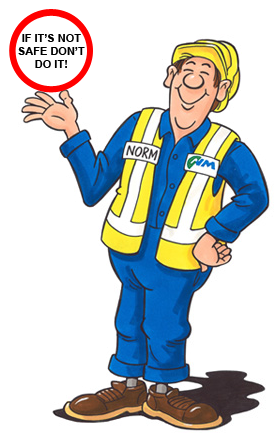 IF IT'S NOT
SAFE DON'T
DO IT!
NORM